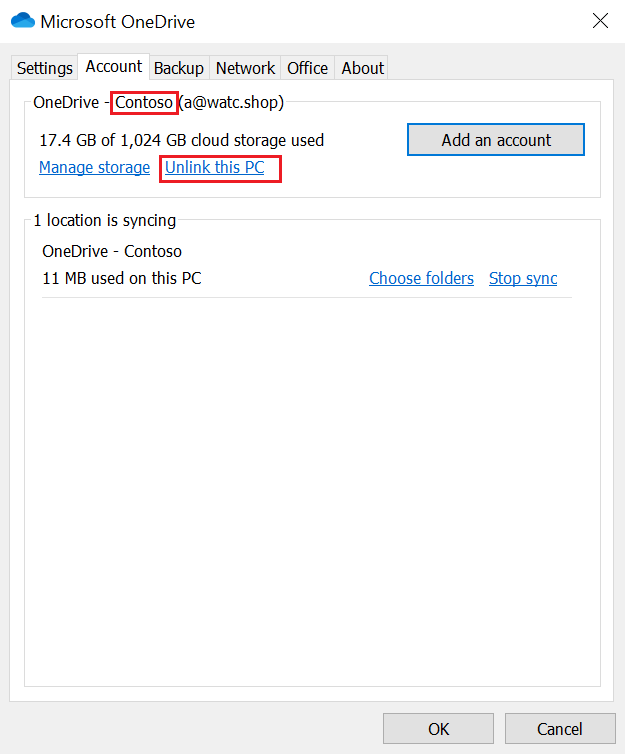 Microsoft OneDrive
Settings Account Backup Network Office About
OneDrive - Contoso (a@watc.shop)
17.4 GB of 1,024 GB cloud storage used
Add an account
Manage storage Unlink this PC
1 location is syncing
OneDrive - Contoso
11 MB used on this PC Choose folders Stop sync
OK Cancel